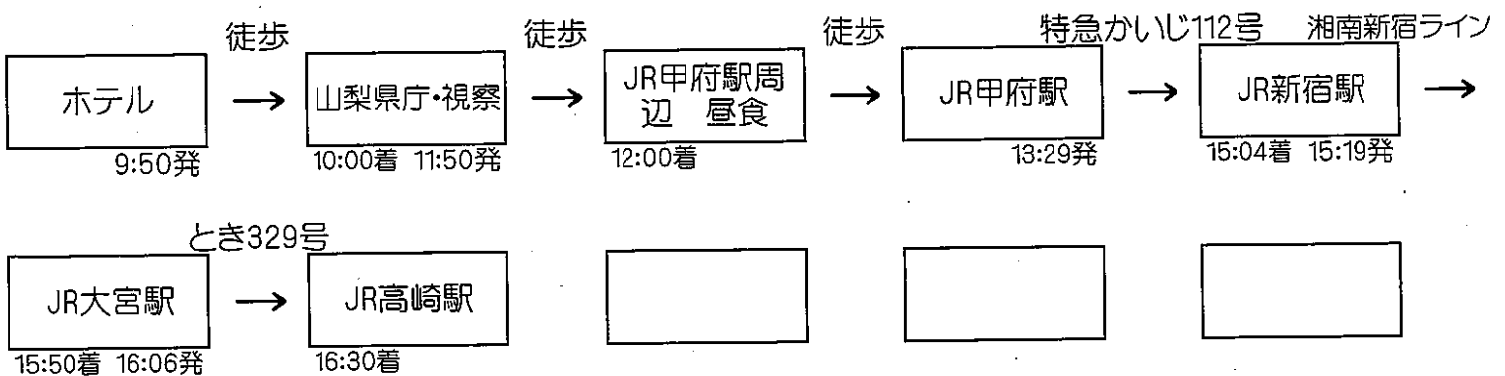 徒歩 徒歩 徒歩 特急かいじ112号 湘南新宿ライン
ホテル → 山梨県庁・視察 → JR甲府駅周辺 昼食 → JR甲府駅 → JR新宿駅 →
9:50発 10:00着 11:50発 12:00着 13:29発 15:04着 15:19発
とき329号
JR大宮駅 → JR高崎駅
15:50着 16:06発 16:30着